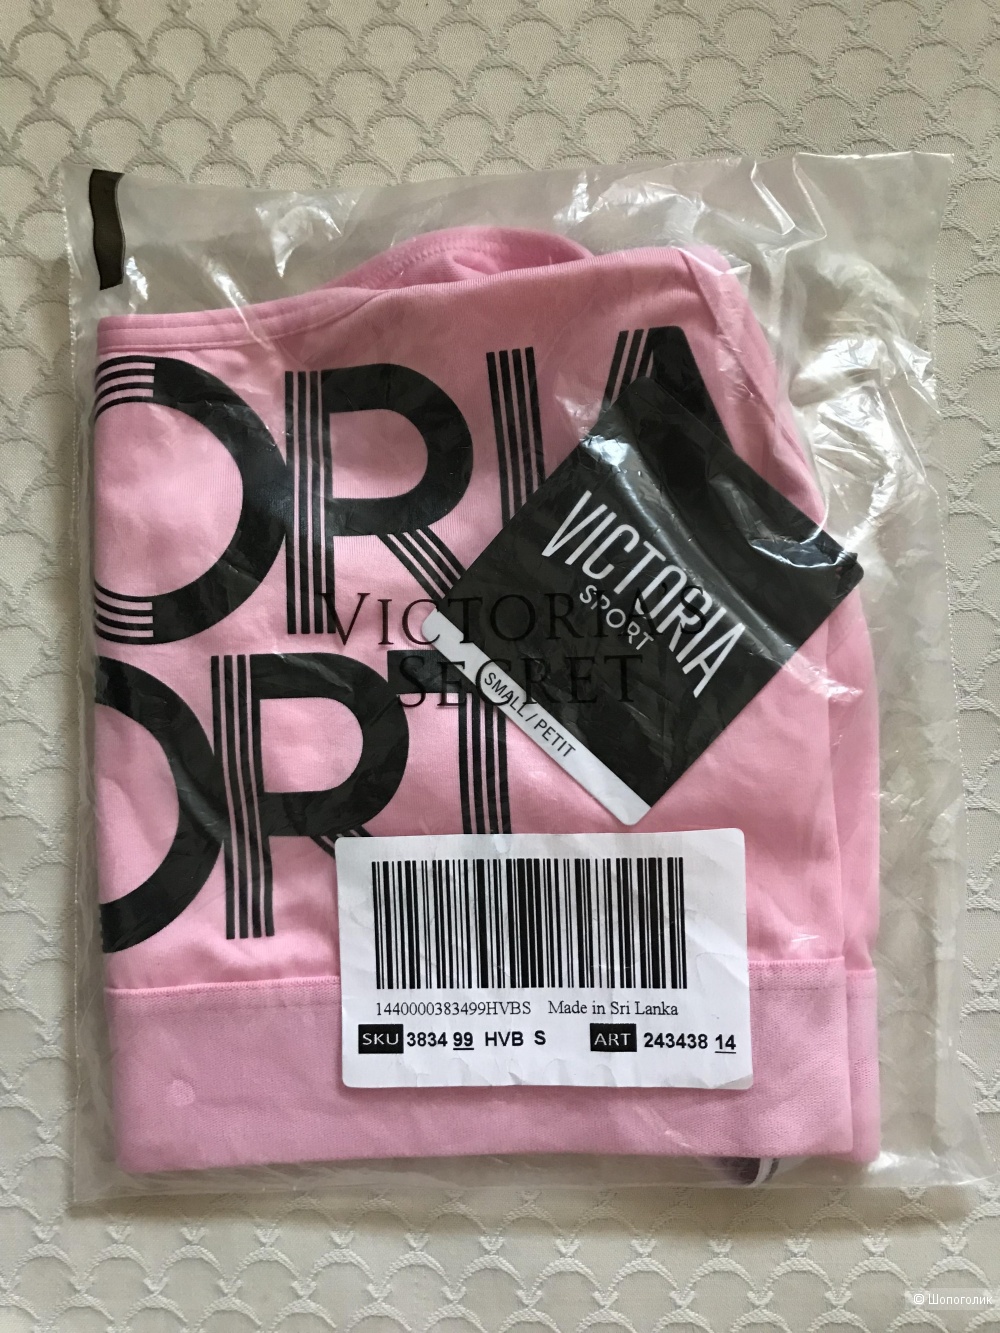 ORIA
VICTORIA
SPORT
VICTORIA'S
SECRET
SMALL / PETIT
ORT
1440000383499HVBS Made in Sri Lanka
SKU 3834 99 HVB S ART 243438 14
© Шопоголик